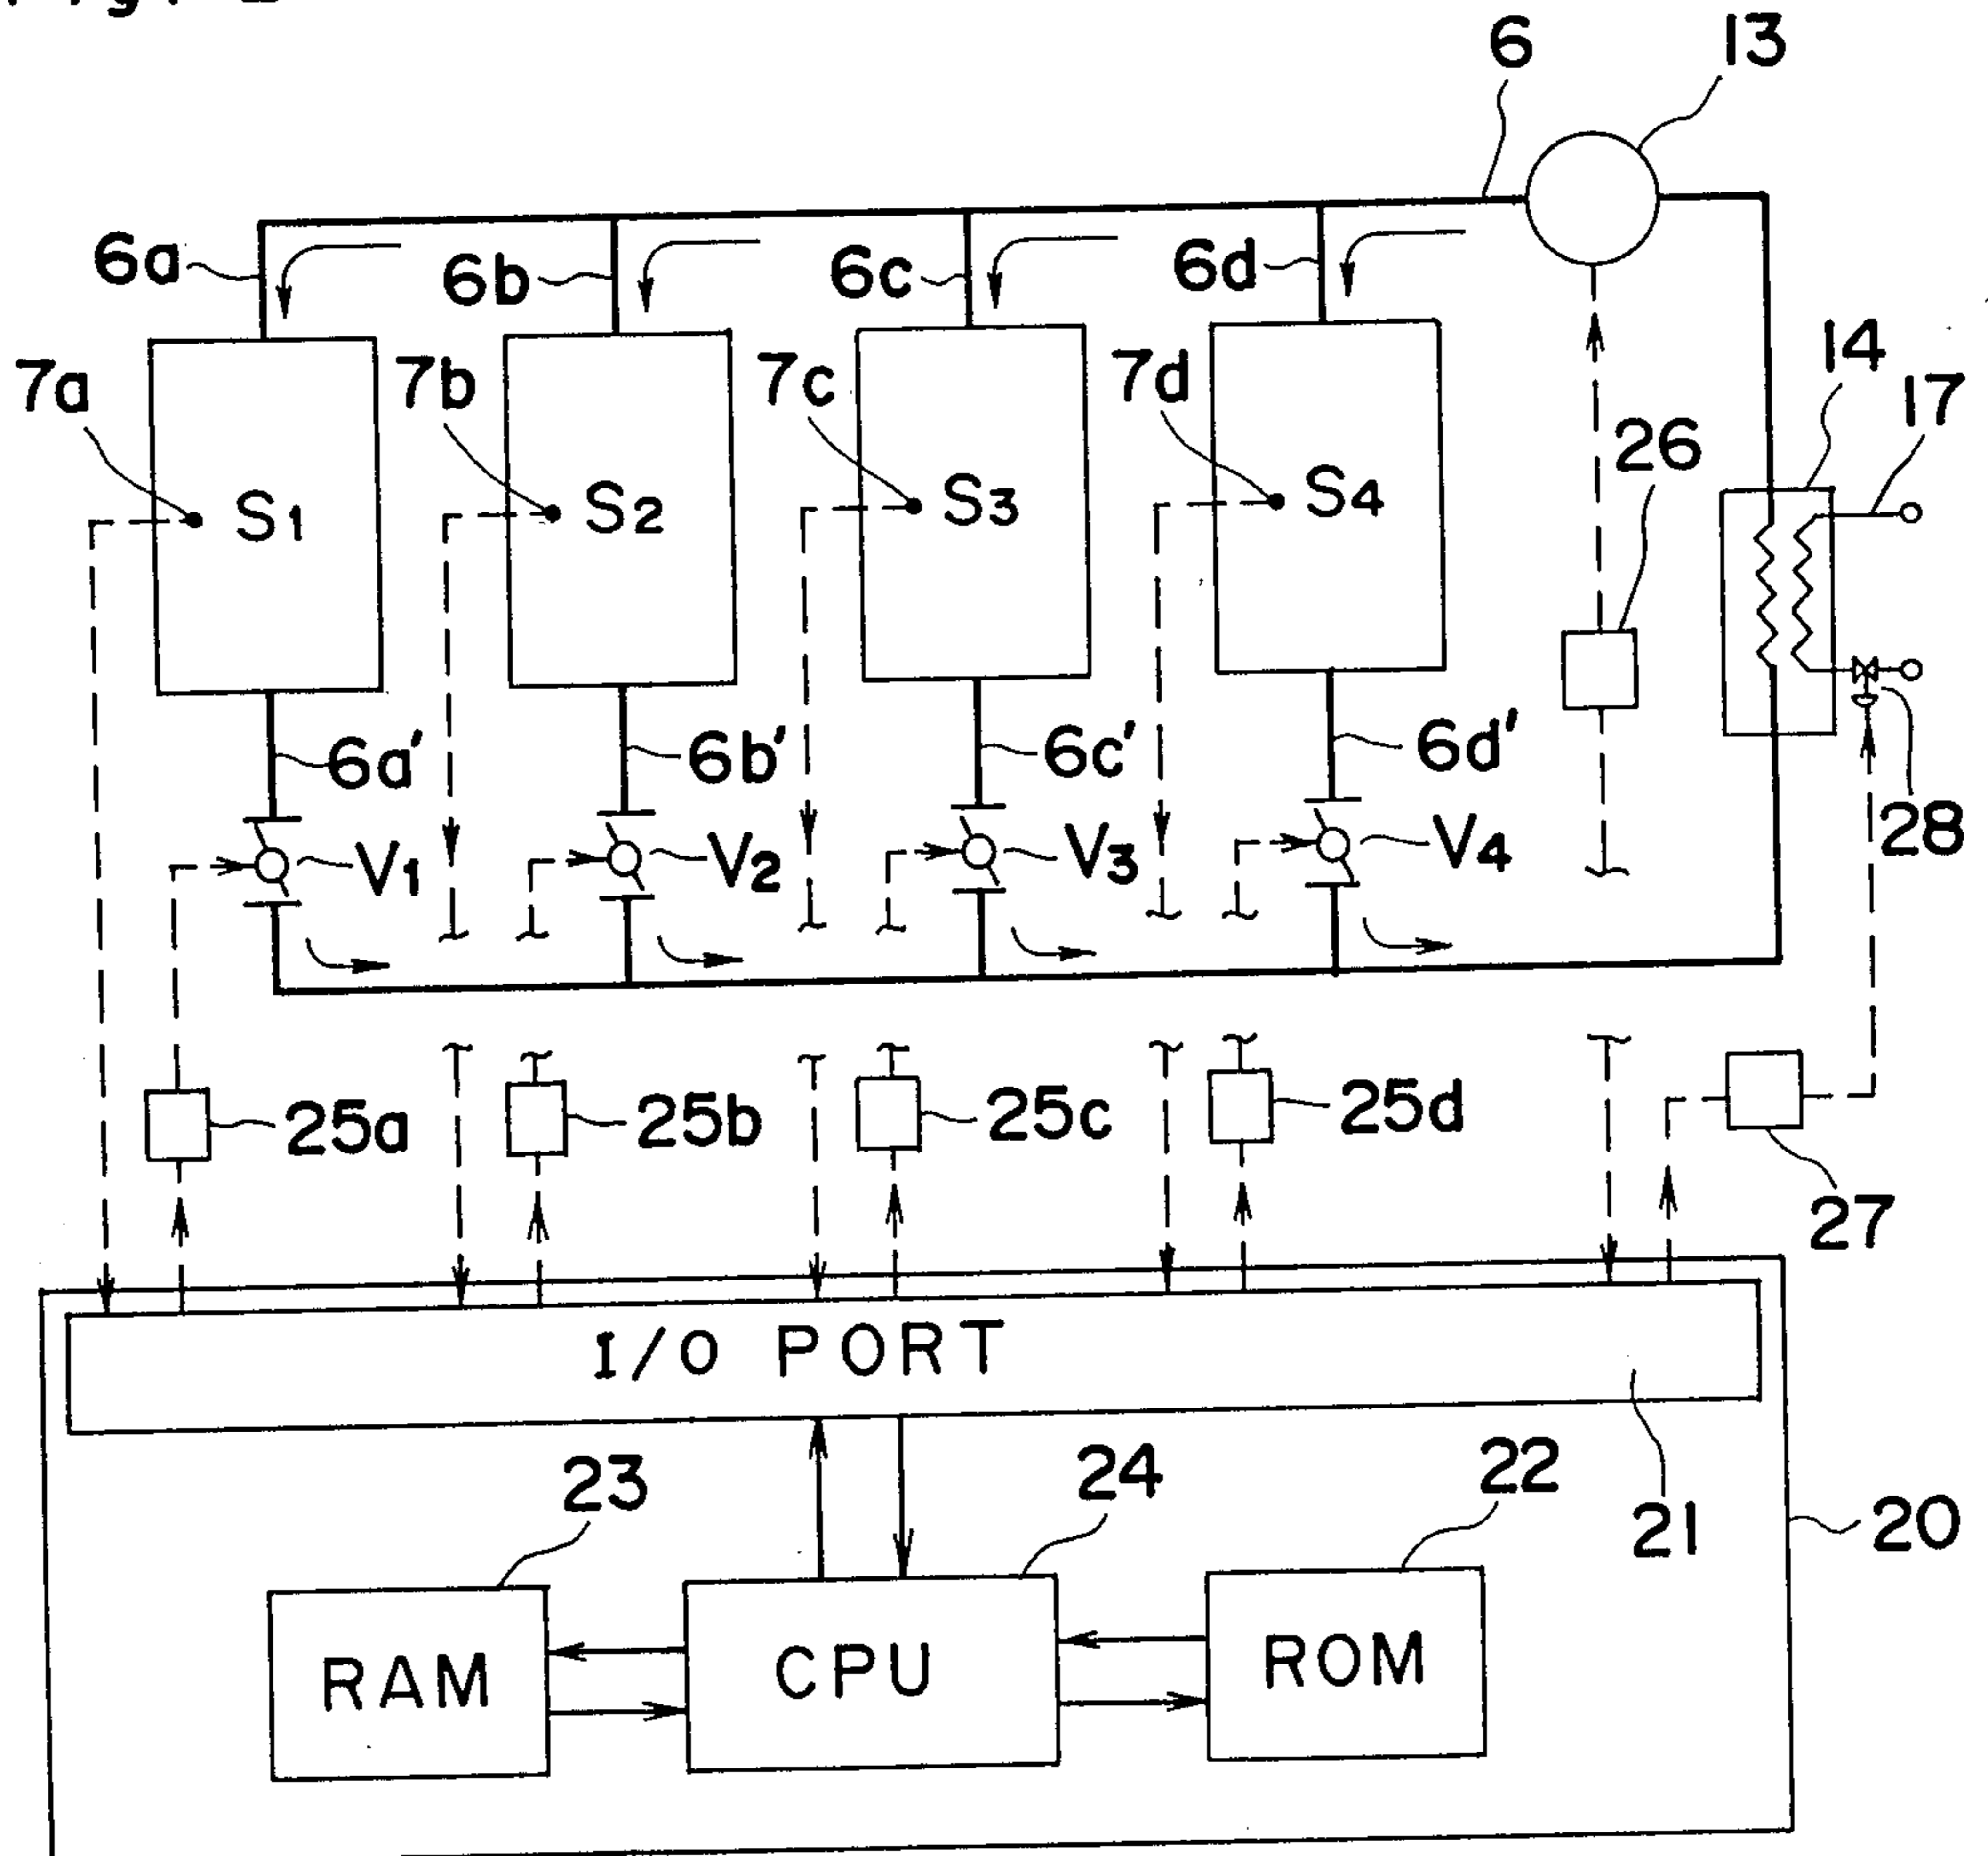 6 13
6a 6b 6c 6d
14 17
7a 7b 7c 7d
26
S1 S2 S3 S4
6a' 6b' 6c' 6d'
28
V1 V2 V3 V4
25a 25b 25c 25d
27
I/O PORT
23 24 22
21 20
RAM CPU ROM